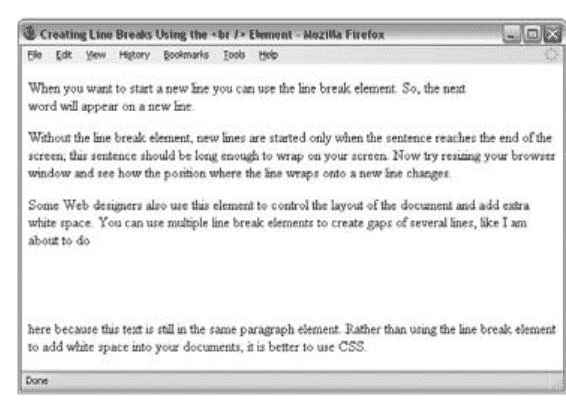 Creating Line Breaks Using the <br /> Element - Mozilla Firefox
File Edit View History Bookmarks Tools Help
When you want to start a new line you can use the line break element. So, the next
word will appear on a new line.
Without the line break element, new lines are started only when the sentence reaches the end of the
screen; this sentence should be long enough to wrap on your screen. Now try resizing your browser
window and see how the position where the line wraps onto a new line changes.
Some Web designers also use this element to control the layout of the document and add extra
white space. You can use multiple line break elements to create gaps of several lines, like I am
about to do
here because this text is still in the same paragraph element. Rather than using the line break element
to add white space into your documents, it is better to use CSS.
Done